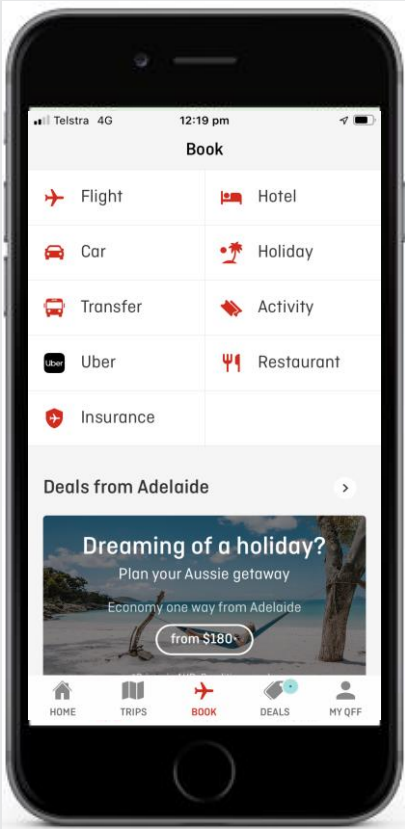 Telstra 4G 12:19 pm
Book
Flight Hotel
Car Holiday
Transfer Activity
Uber Uber Restaurant
Insurance
Deals from Adelaide
Dreaming of a holiday?
Plan your Aussie getaway
Economy one way from Adelaide
from $180*
HOME TRIPS BOOK DEALS MY QFF